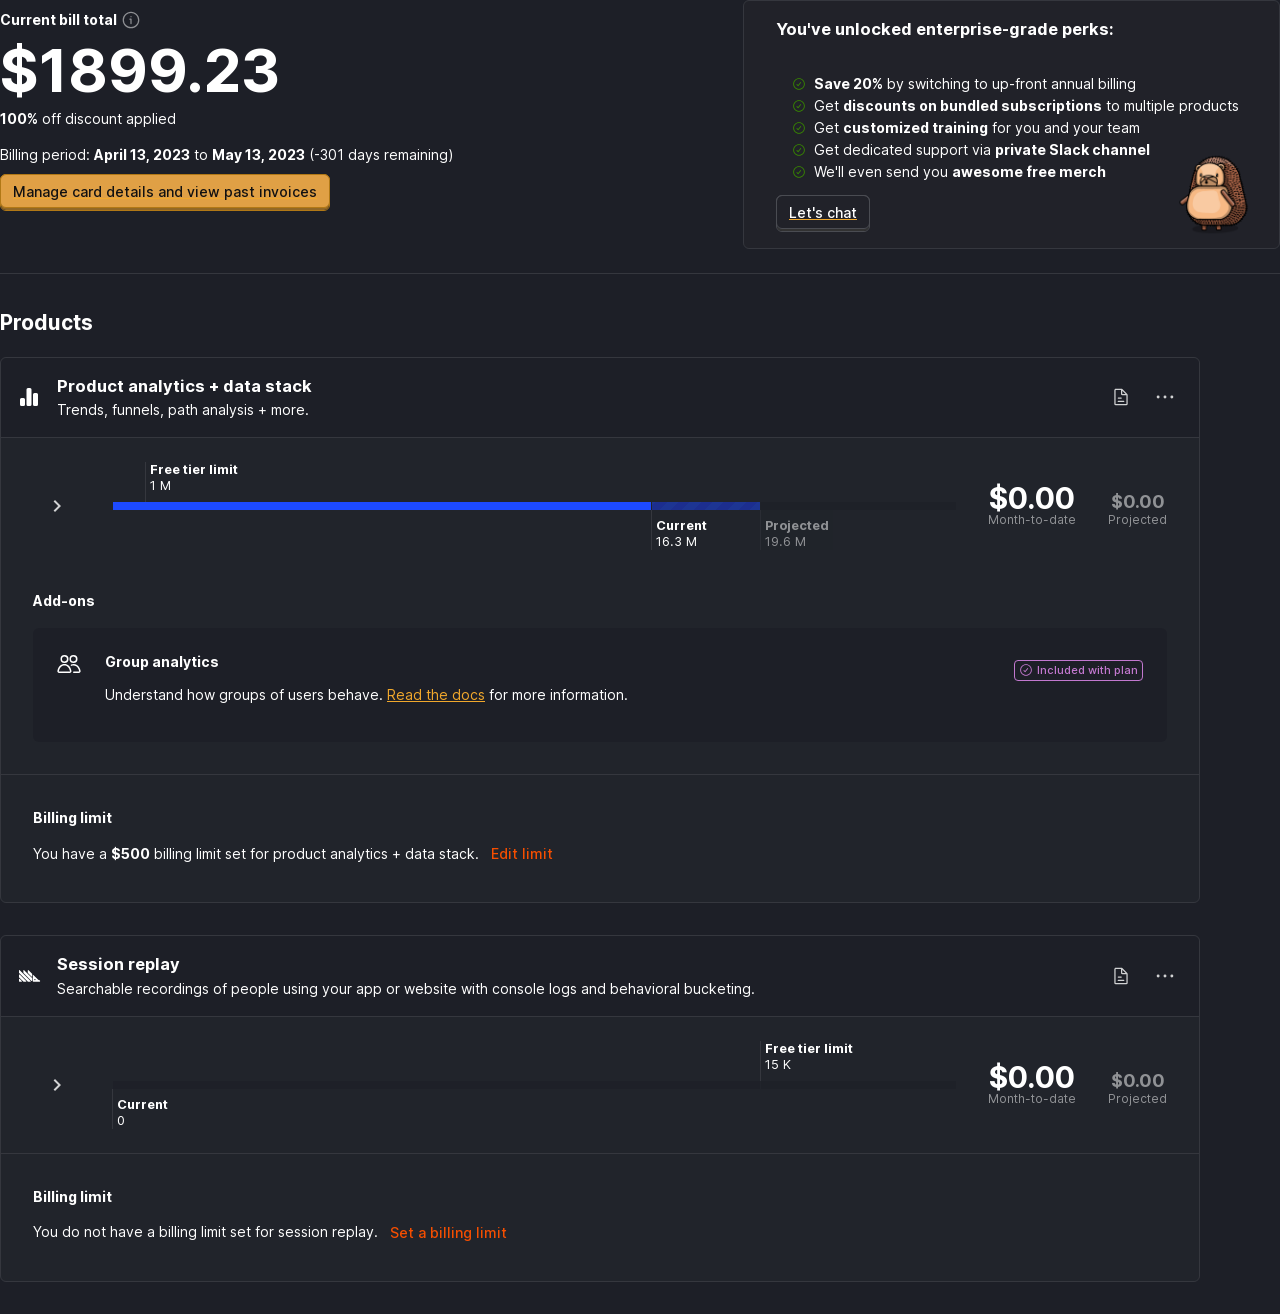 Current bill total
$1899.23
100% off discount applied
Billing period: April 13, 2023 to May 13, 2023 (-301 days remaining)
Manage card details and view past invoices
You've unlocked enterprise-grade perks:
Save 20% by switching to up-front annual billing
Get discounts on bundled subscriptions to multiple products
Get customized training for you and your team
Get dedicated support via private Slack channel
We'll even send you awesome free merch
Let's chat
Products
Product analytics + data stack
Trends, funnels, path analysis + more.
Free tier limit
1 M
Current
16.3 M
Projected
19.6 M
$0.00
Month-to-date
$0.00
Projected
Add-ons
Group analytics
Understand how groups of users behave. Read the docs for more information.
Included with plan
Billing limit
You have a $500 billing limit set for product analytics + data stack. Edit limit
Session replay
Searchable recordings of people using your app or website with console logs and behavioral bucketing.
Free tier limit
15 K
Current
0
$0.00
Month-to-date
$0.00
Projected
Billing limit
You do not have a billing limit set for session replay. Set a billing limit